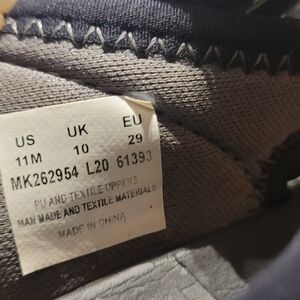 US UK EU
11M 10 29
MK262954 L20 61393
PU AND TEXTILE UPPERS
MAN MADE AND TEXTILE MATERIALS
MADE IN CHINA